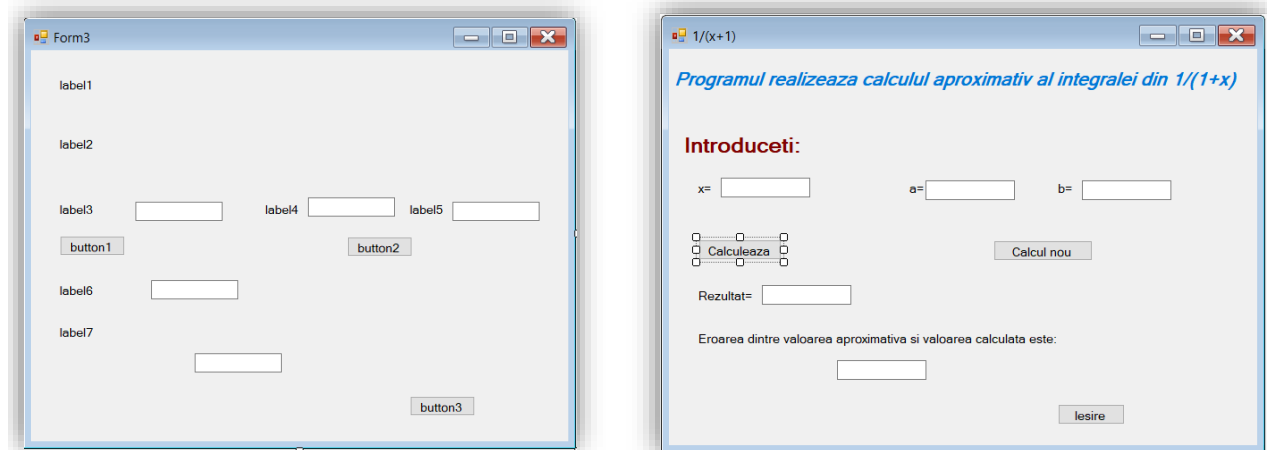 Form3
label1
label2
label3 label4 label5
button1 button2
label6
label7
button3
1/(x+1)
Programul realizeaza calculul aproximativ al integralei din 1/(1+x)
Introduceti:
x= a= b=
Calculeaza Calcul nou
Rezultat=
Eroarea dintre valoarea aproximativa si valoarea calculata este:
Iesire